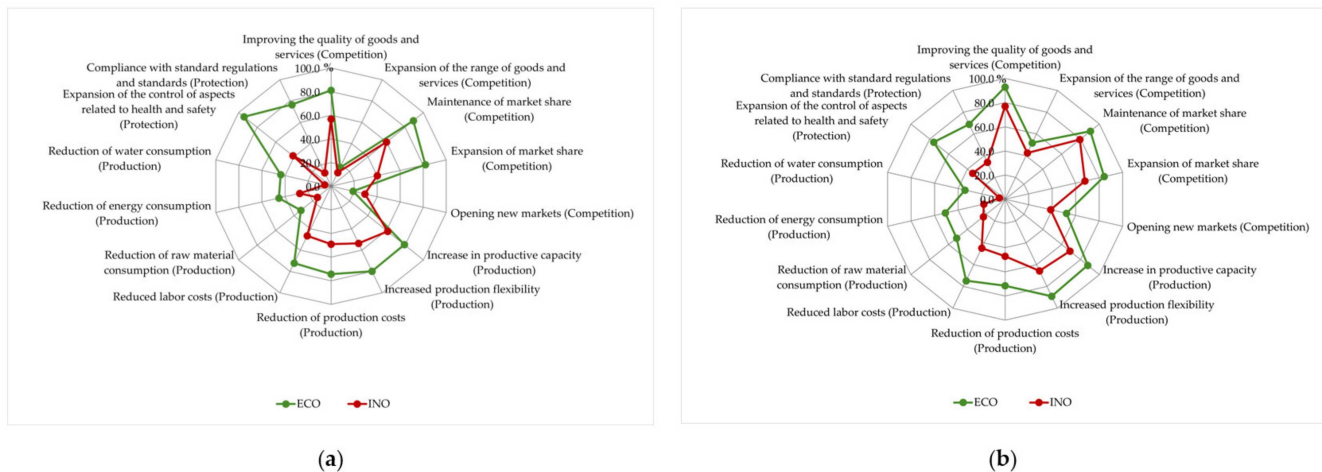 Improving the quality of goods and
services (Competition)
100.0 %
80.0
60.0
40.0
20.0
0.0
Expansion of the range of goods and
services (Competition)
Maintenance of market share
(Competition)
Expansion of market share
(Competition)
Opening new markets (Competition)
Increase in productive capacity
(Production)
Increased production flexibility
(Production)
Reduction of production costs
(Production)
Reduced labor costs (Production)
Reduction of raw material
consumption (Production)
Reduction of energy consumption
(Production)
Reduction of water consumption
(Production)
Expansion of the control of aspects
related to health and safety
(Protection)
Compliance with standard regulations
and standards (Protection)
ECO
INO
(a)
Improving the quality of goods and
services (Competition)
100.0 %
80.0
60.0
40.0
20.0
0.0
Expansion of the range of goods and
services (Competition)
Maintenance of market share
(Competition)
Expansion of market share
(Competition)
Opening new markets (Competition)
Increase in productive capacity
(Production)
Increased production flexibility
(Production)
Reduction of production costs
(Production)
Reduced labor costs (Production)
Reduction of raw material
consumption (Production)
Reduction of energy consumption
(Production)
Reduction of water consumption
(Production)
Expansion of the control of aspects
related to health and safety
(Protection)
Compliance with standard regulations
and standards (Protection)
ECO
INO
(b)